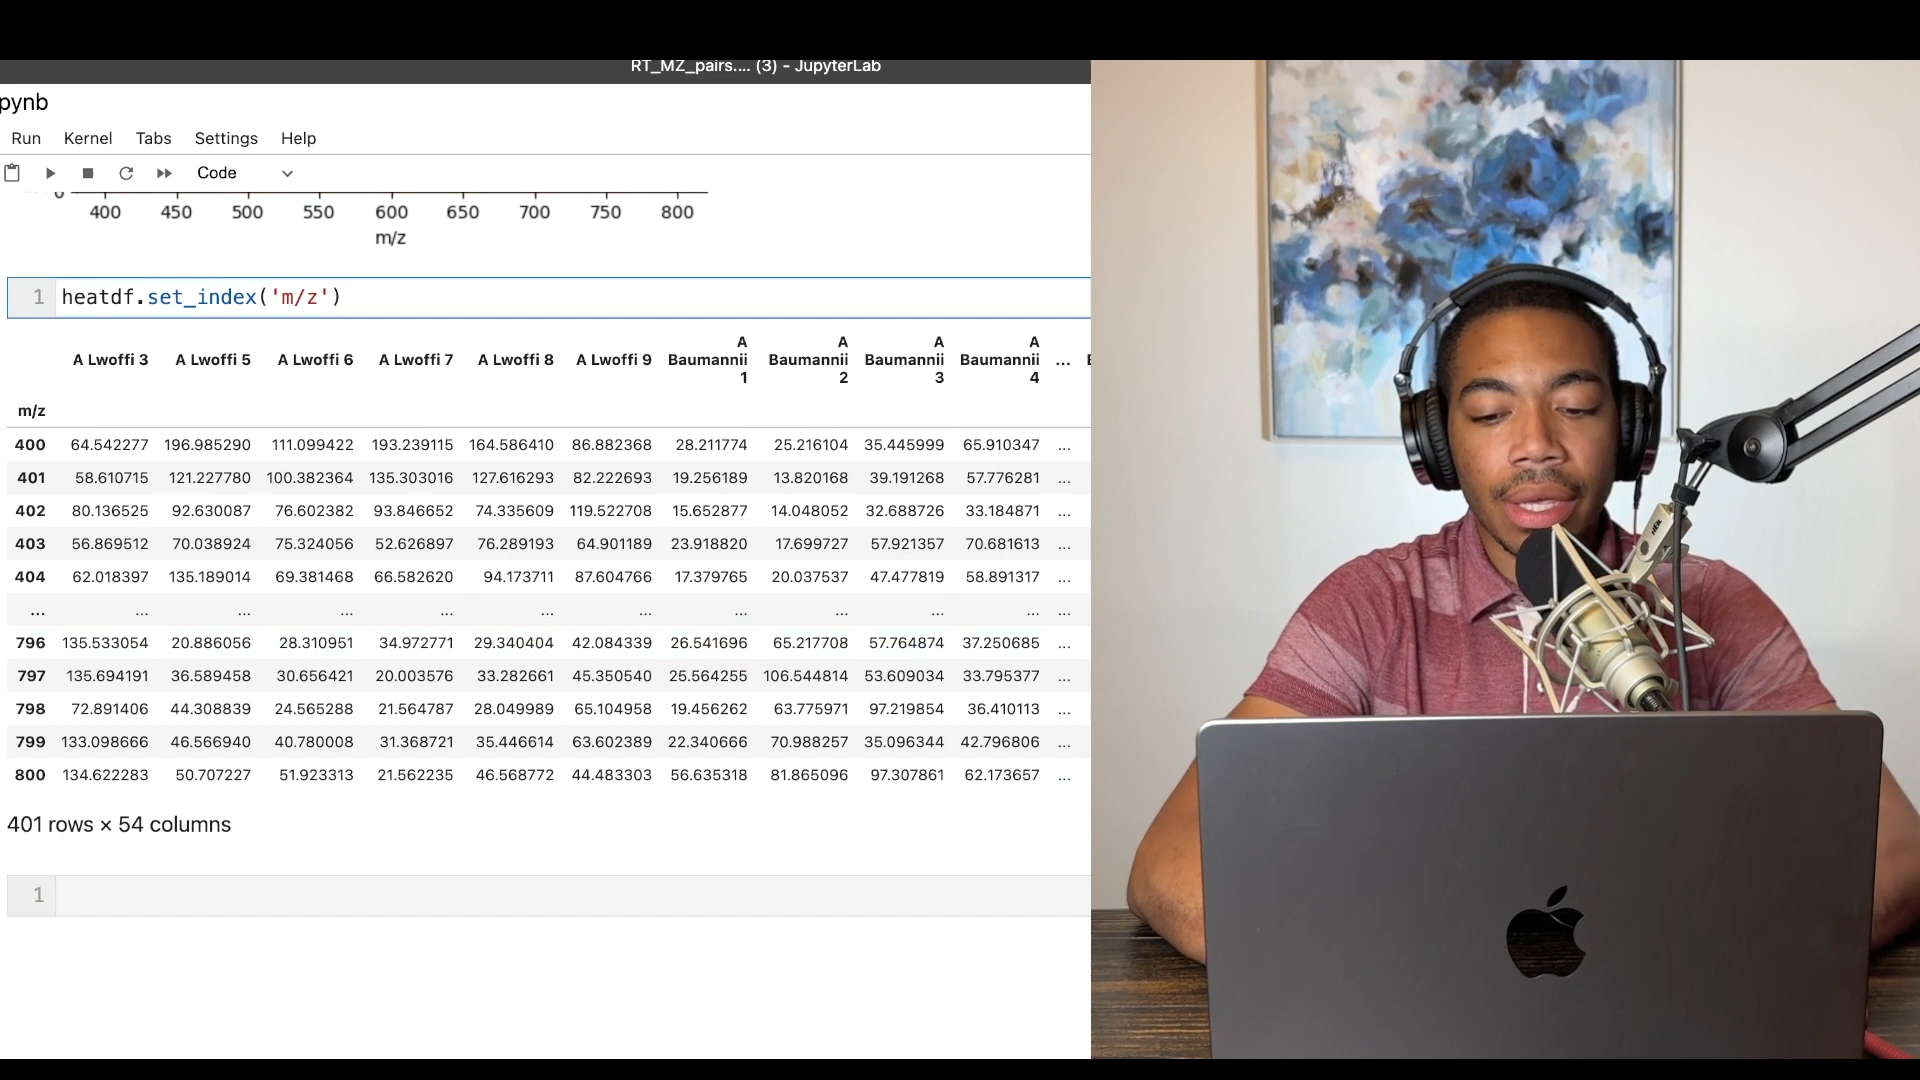 RT_MZ_pairs.... (3) - JupyterLab
pynb
Run Kernel Tabs Settings Help
Code
0
400 450 500 550 600 650 700 750 800
m/z
1 heatdf.set_index('m/z')
A Lwoffi 3 A Lwoffi 5 A Lwoffi 6 A Lwoffi 7 A Lwoffi 8 A Lwoffi 9 A Baumannii 1 A Baumannii 2 A Baumannii 3 A Baumannii 4 ...
m/z
400 64.542277 196.985290 111.099422 193.239115 164.586410 86.882368 28.211774 25.216104 35.445999 65.910347 ...
401 58.610715 121.227780 100.382364 135.303016 127.616293 82.222693 19.256189 13.820168 39.191268 57.776281 ...
402 80.136525 92.630087 76.602382 93.846652 74.335609 119.522708 15.652877 14.048052 32.688726 33.184871 ...
403 56.869512 70.038924 75.324056 52.626897 76.289193 64.901189 23.918820 17.699727 57.921357 70.681613 ...
404 62.018397 135.189014 69.381468 66.582620 94.173711 87.604766 17.379765 20.037537 47.477819 58.891317 ...
... ... ... ... ... ... ... ... ... ... ... ...
796 135.533054 20.886056 28.310951 34.972771 29.340404 42.084339 26.541696 65.217708 57.764874 37.250685 ...
797 135.694191 36.589458 30.656421 20.003576 33.282661 45.350540 25.564255 106.544814 53.609034 33.795377 ...
798 72.891406 44.308839 24.565288 21.564787 28.049989 65.104958 19.456262 63.775971 97.219854 36.410113 ...
799 133.098666 46.566940 40.780008 31.368721 35.446614 63.602389 22.340666 70.988257 35.096344 42.796806 ...
800 134.622283 50.707227 51.923313 21.562235 46.568772 44.483303 56.635318 81.865096 97.307861 62.173657 ...
401 rows × 54 columns
1